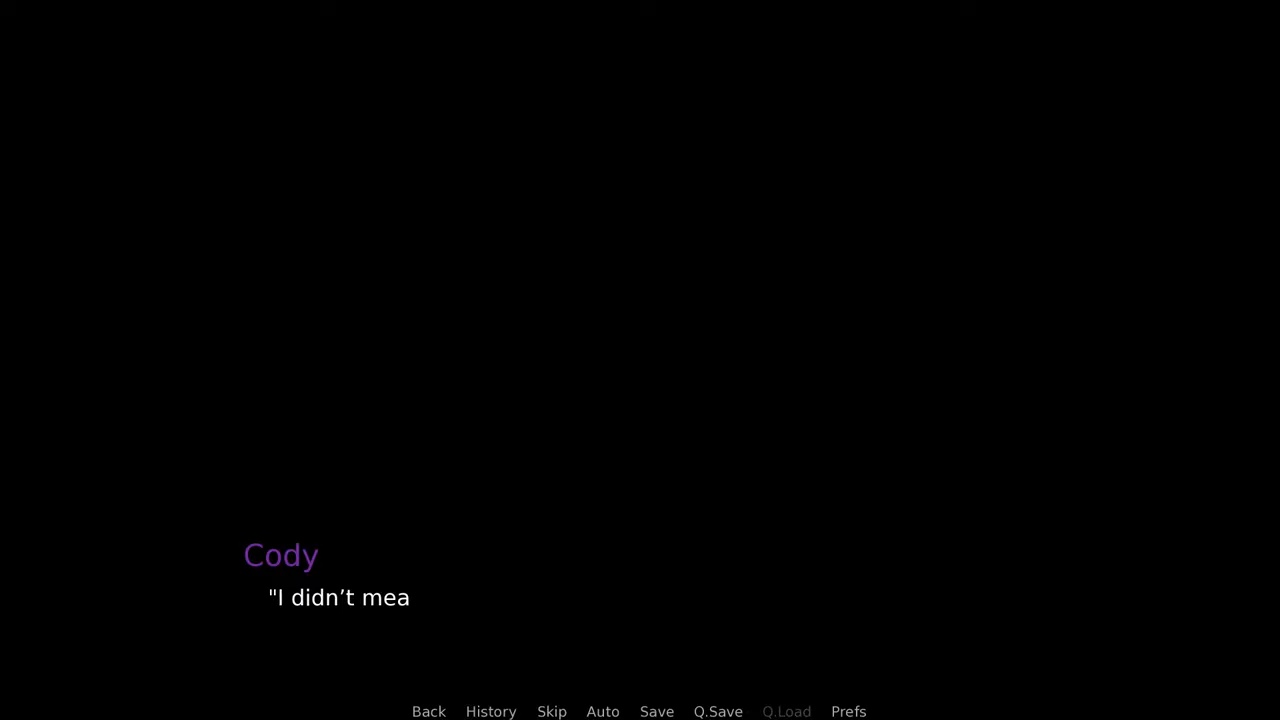 Cody
"I didn’t mea
Back History Skip Auto Save Q.Save Q.Load Prefs